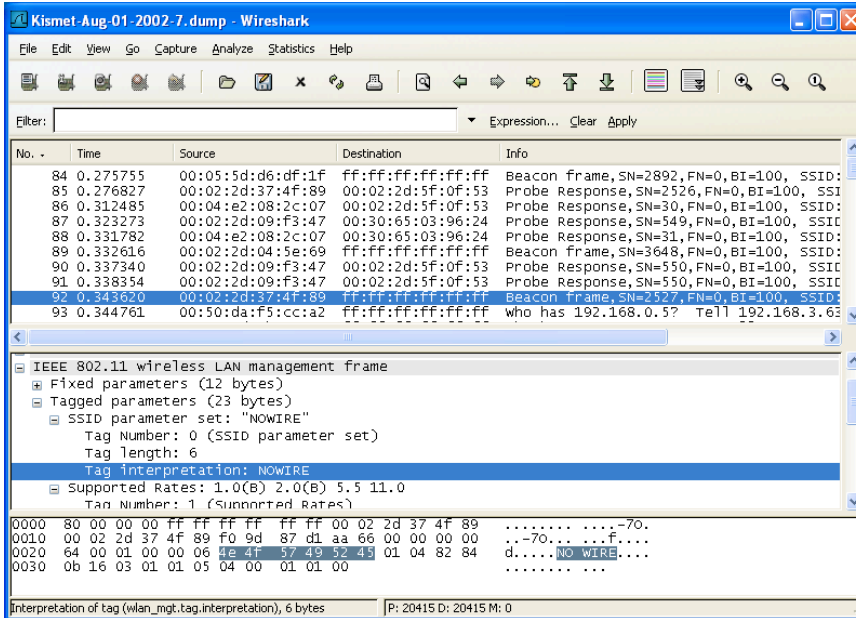 Kismet-Aug-01-2002-7.dump - Wireshark
File Edit View Go Capture Analyze Statistics Help
Filter: Expression... Clear Apply
No. . Time Source Destination Info
84 0.275755 00:05:5d:d6:df:1f ff:ff:ff:ff:ff:ff Beacon frame,SN=2892,FN=0,BI=100, SSID:
85 0.276827 00:02:2d:37:4f:89 00:02:2d:5f:0f:53 Probe Response,SN=2526,FN=0,BI=100, SSI
86 0.312485 00:04:e2:08:2c:07 00:02:2d:5f:0f:53 Probe Response,SN=30,FN=0,BI=100, SSID:
87 0.323273 00:02:2d:09:f3:47 00:30:65:03:96:24 Probe Response,SN=549,FN=0,BI=100, SSID
88 0.331782 00:04:e2:08:2c:07 00:30:65:03:96:24 Probe Response,SN=31,FN=0,BI=100, SSID:
89 0.332616 00:02:2d:04:5e:69 ff:ff:ff:ff:ff:ff Beacon frame,SN=3648,FN=0,BI=100, SSID:
90 0.337340 00:02:2d:09:f3:47 00:02:2d:5f:0f:53 Probe Response,SN=550,FN=0,BI=100, SSID
91 0.338354 00:02:2d:09:f3:47 00:02:2d:5f:0f:53 Probe Response,SN=550,FN=0,BI=100, SSID
92 0.343620 00:02:2d:37:4f:89 ff:ff:ff:ff:ff:ff Beacon frame,SN=2527,FN=0,BI=100, SSID:
93 0.344761 00:50:da:f5:cc:a2 ff:ff:ff:ff:ff:ff Who has 192.168.0.5? Tell 192.168.3.63
IEEE 802.11 wireless LAN management frame
Fixed parameters (12 bytes)
Tagged parameters (23 bytes)
SSID parameter set: "NOWIRE"
Tag Number: 0 (SSID parameter set)
Tag length: 6
Tag interpretation: NOWIRE
Supported Rates: 1.0(B) 2.0(B) 5.5 11.0
Tag Number: 1 (Supported Rates)
0000 80 00 00 00 ff ff ff ff ff ff 00 02 2d 37 4f 89 ........ ....-7O.
0010 00 02 2d 37 4f 89 f0 9d 87 d1 aa 66 00 00 00 00 ..-7O... ...f....
0020 64 00 01 00 00 06 4e 4f 57 49 52 45 01 04 82 84 d.....NO WIRE....
0030 0b 16 03 01 01 05 04 00 01 01 00 ........ ...
Interpretation of tag (wlan_mgt.tag.interpretation), 6 bytes P: 20415 D: 20415 M: 0